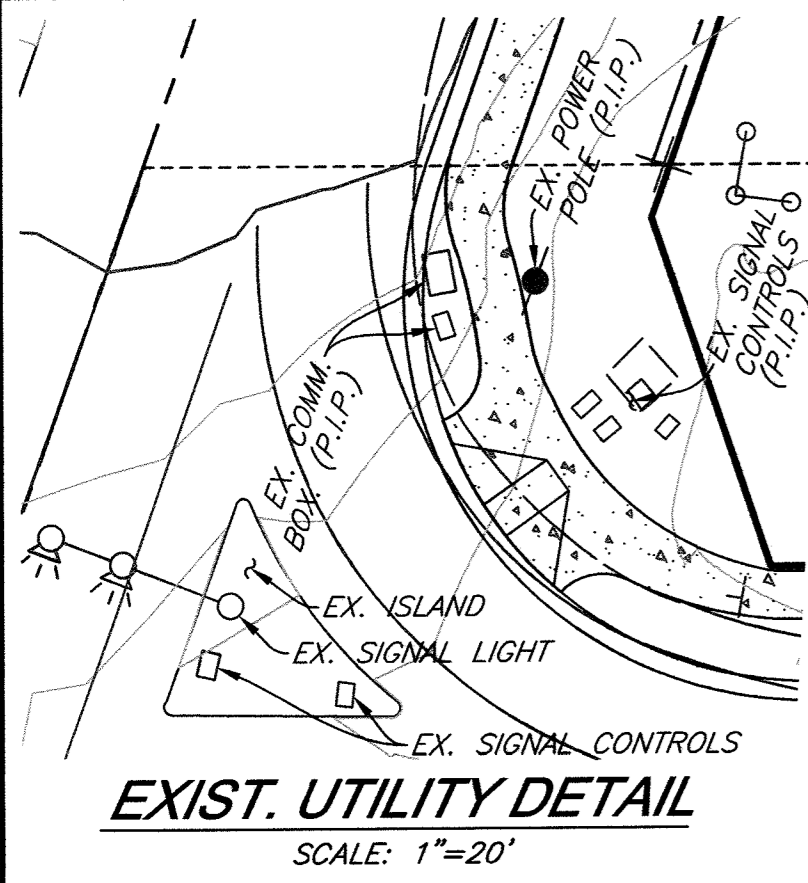 EX. POWER
POLE (P.I.P.)
EX. SIGNAL
CONTROLS
(P.I.P.)
EX. COMM.
BOX. (P.I.P.)
EX. ISLAND
EX. SIGNAL LIGHT
EX. SIGNAL CONTROLS
EXIST. UTILITY DETAIL
SCALE: 1"=20'